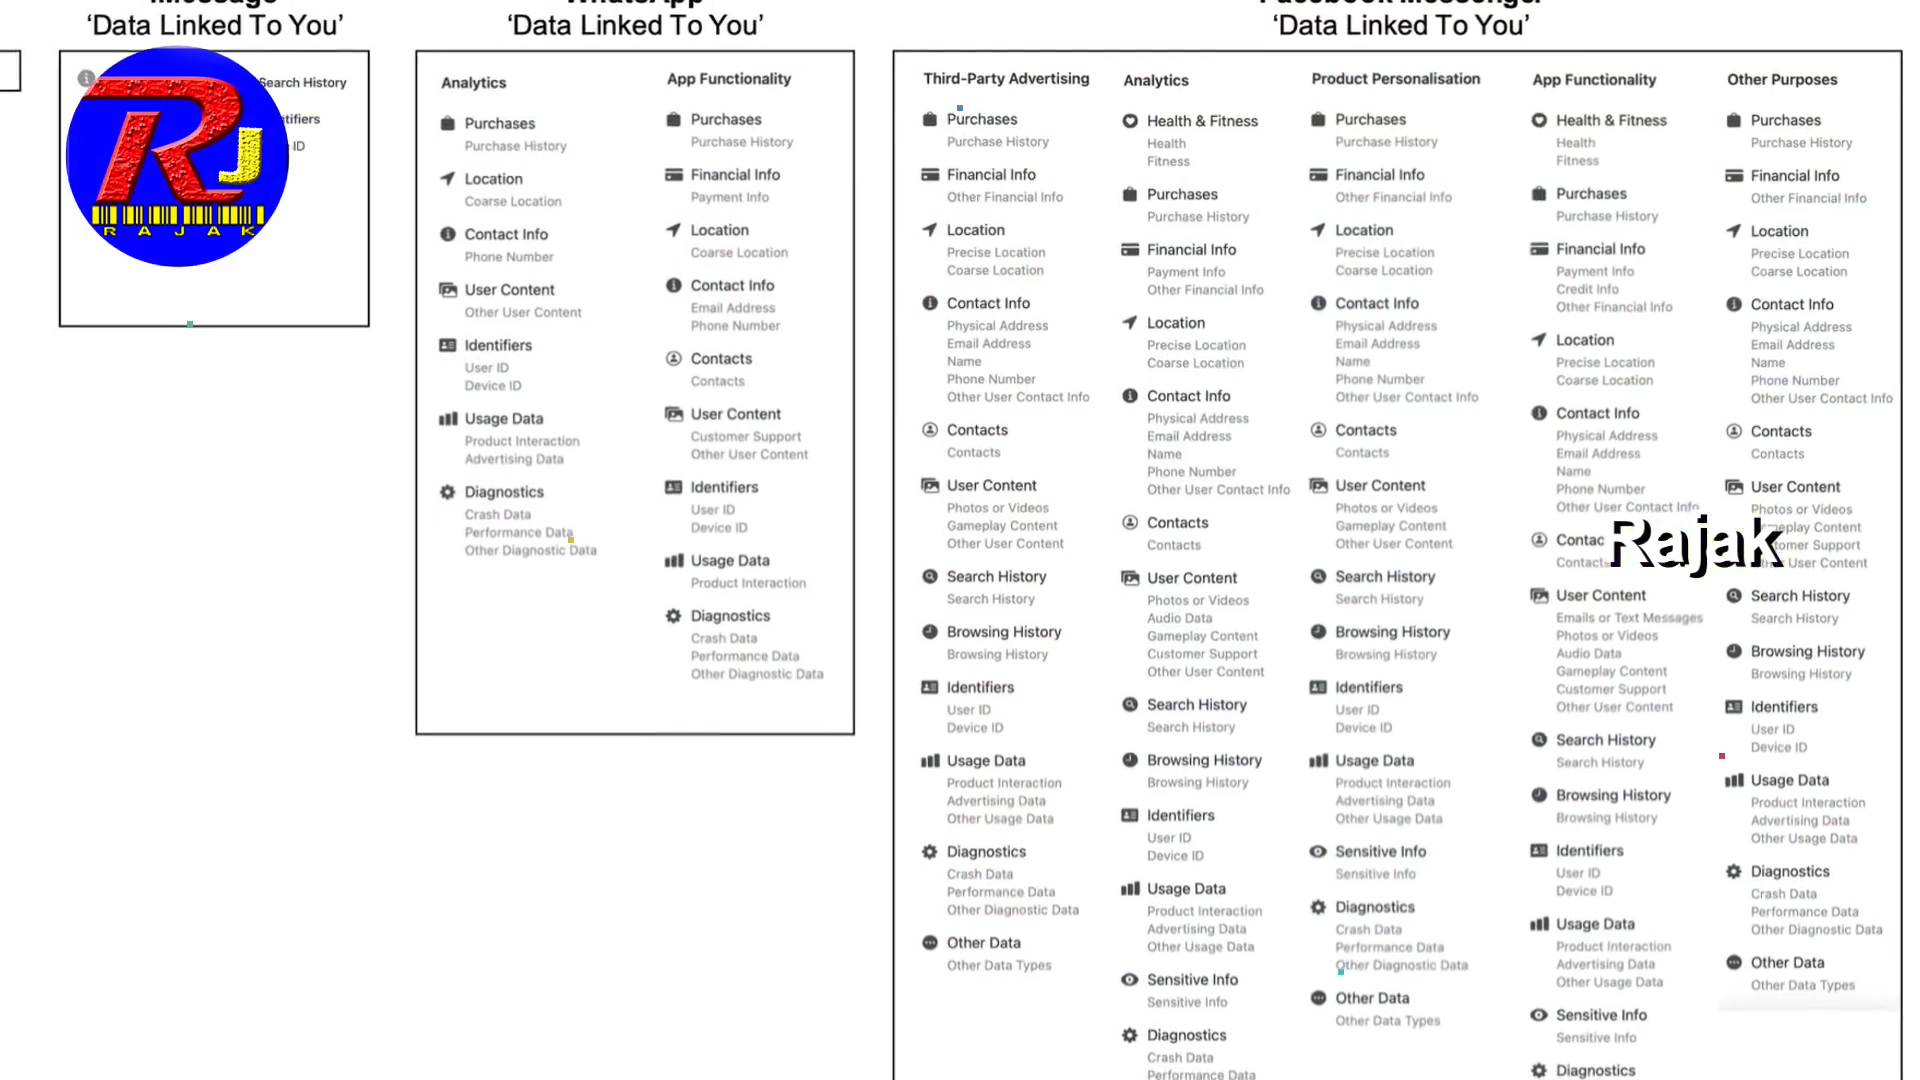 'Data Linked To You'
Search History
ID
RJ
RAJAK
WhatsApp
'Data Linked To You'
Analytics
Purchases
Purchase History
Location
Coarse Location
Contact Info
Phone Number
User Content
Other User Content
Identifiers
User ID
Device ID
Usage Data
Product Interaction
Advertising Data
Diagnostics
Crash Data
Performance Data
Other Diagnostic Data
App Functionality
Purchases
Purchase History
Financial Info
Payment Info
Location
Coarse Location
Contact Info
Email Address
Phone Number
Contacts
Contacts
User Content
Customer Support
Other User Content
Identifiers
User ID
Device ID
Usage Data
Product Interaction
Diagnostics
Crash Data
Performance Data
Other Diagnostic Data
Facebook Messenger
'Data Linked To You'
Third-Party Advertising
Purchases
Purchase History
Financial Info
Other Financial Info
Location
Precise Location
Coarse Location
Contact Info
Physical Address
Email Address
Name
Phone Number
Other User Contact Info
Contacts
Contacts
User Content
Photos or Videos
Gameplay Content
Other User Content
Search History
Search History
Browsing History
Browsing History
Identifiers
User ID
Device ID
Usage Data
Product Interaction
Advertising Data
Other Usage Data
Diagnostics
Crash Data
Performance Data
Other Diagnostic Data
Other Data
Other Data Types
Analytics
Health & Fitness
Health
Fitness
Purchases
Purchase History
Financial Info
Payment Info
Other Financial Info
Location
Precise Location
Coarse Location
Contact Info
Physical Address
Email Address
Name
Phone Number
Other User Contact Info
Contacts
Contacts
User Content
Photos or Videos
Audio Data
Gameplay Content
Customer Support
Other User Content
Search History
Search History
Browsing History
Browsing History
Identifiers
User ID
Device ID
Usage Data
Product Interaction
Advertising Data
Other Usage Data
Sensitive Info
Sensitive Info
Diagnostics
Crash Data
Performance Data
Product Personalisation
Purchases
Purchase History
Financial Info
Other Financial Info
Location
Precise Location
Coarse Location
Contact Info
Physical Address
Email Address
Name
Phone Number
Other User Contact Info
Contacts
Contacts
User Content
Photos or Videos
Gameplay Content
Other User Content
Search History
Search History
Browsing History
Browsing History
Identifiers
User ID
Device ID
Usage Data
Product Interaction
Advertising Data
Other Usage Data
Sensitive Info
Sensitive Info
Diagnostics
Crash Data
Performance Data
Other Diagnostic Data
Other Data
Other Data Types
App Functionality
Health & Fitness
Health
Fitness
Purchases
Purchase History
Financial Info
Payment Info
Credit Info
Other Financial Info
Location
Precise Location
Coarse Location
Contact Info
Physical Address
Email Address
Name
Phone Number
Other User Contact Info
Contacts
User Content
Emails or Text Messages
Photos or Videos
Audio Data
Gameplay Content
Customer Support
Other User Content
Search History
Search History
Browsing History
Browsing History
Identifiers
User ID
Device ID
Usage Data
Product Interaction
Advertising Data
Other Usage Data
Sensitive Info
Sensitive Info
Diagnostics
Other Purposes
Purchases
Purchase History
Financial Info
Other Financial Info
Location
Precise Location
Coarse Location
Contact Info
Physical Address
Email Address
Name
Phone Number
Other User Contact Info
Contacts
Contacts
User Content
Photos or Videos
Content
Support
User Content
Search History
Search History
Browsing History
Browsing History
Identifiers
User ID
Device ID
Usage Data
Product Interaction
Advertising Data
Other Usage Data
Diagnostics
Crash Data
Performance Data
Other Diagnostic Data
Other Data
Other Data Types
Rajak